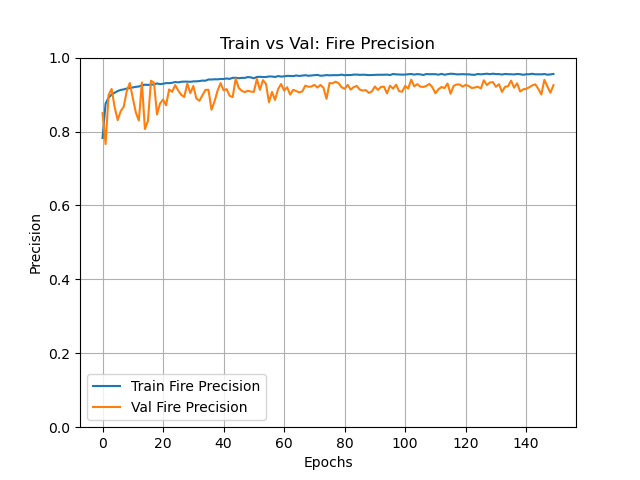 Train vs Val: Fire Precision
Precision
1.0
0.8
0.6
0.4
0.2
0.0
Train Fire Precision
Val Fire Precision
0 20 40 60 80 100 120 140
Epochs